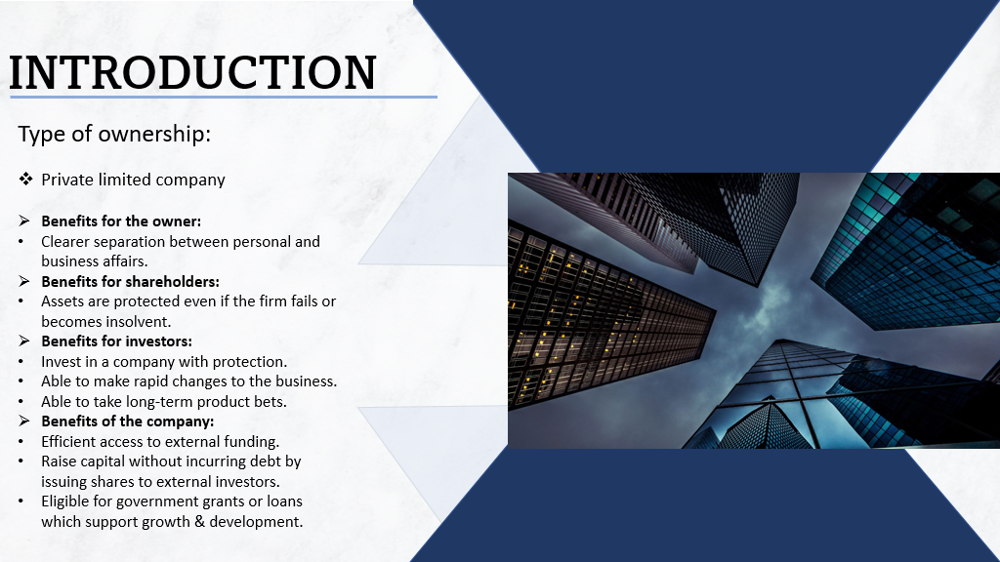 INTRODUCTION
Type of ownership:
❖ Private limited company
➢ Benefits for the owner:
• Clearer separation between personal and
business affairs.
➢ Benefits for shareholders:
• Assets are protected even if the firm fails or
becomes insolvent.
➢ Benefits for investors:
• Invest in a company with protection.
• Able to make rapid changes to the business.
• Able to take long-term product bets.
➢ Benefits of the company:
• Efficient access to external funding.
• Raise capital without incurring debt by
issuing shares to external investors.
• Eligible for government grants or loans
which support growth & development.